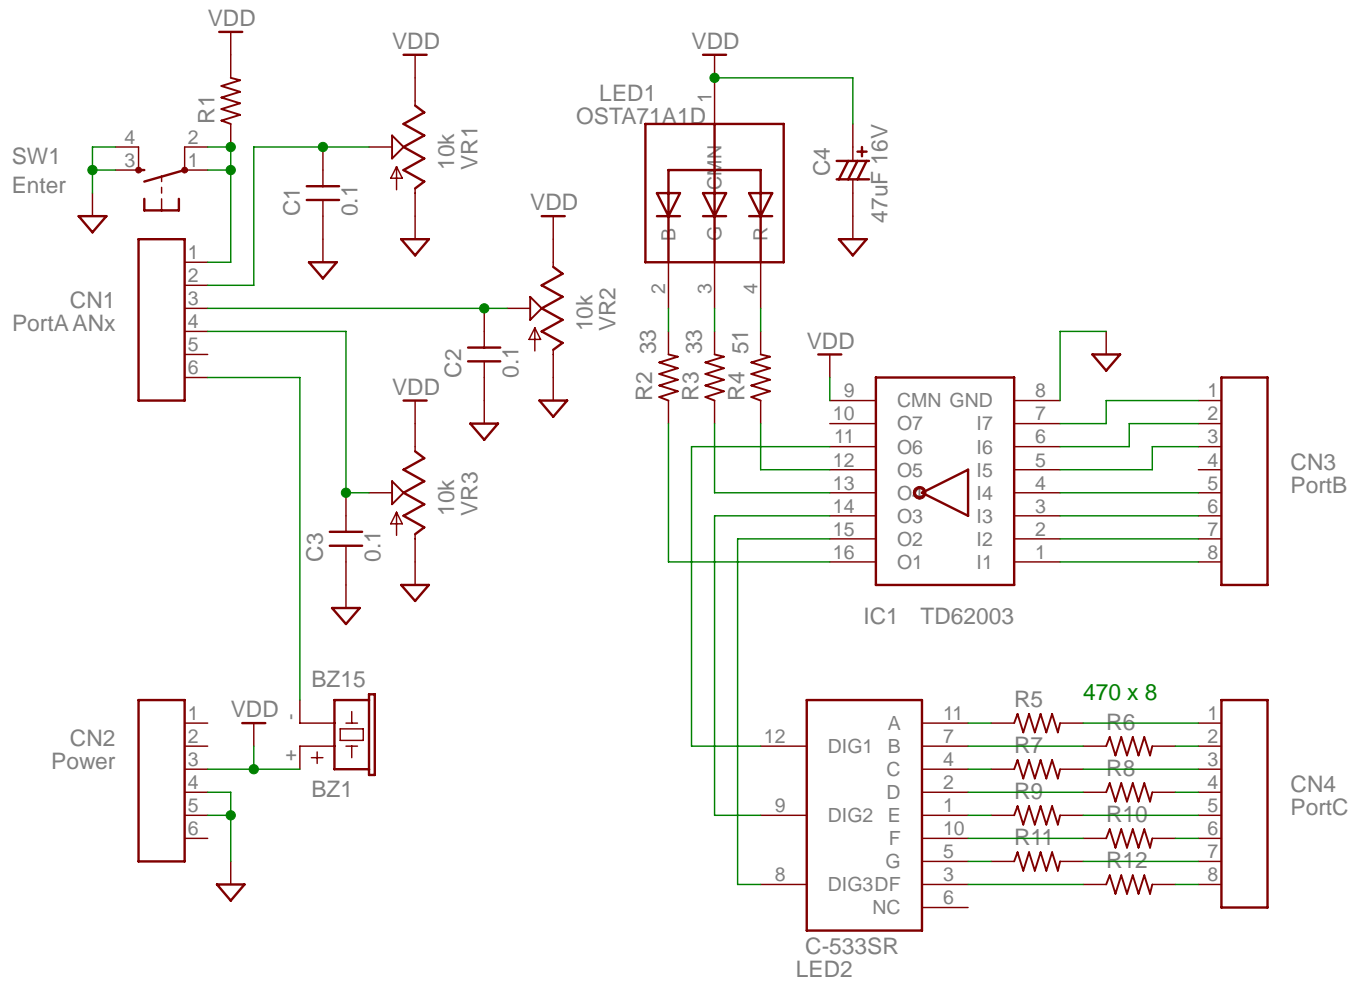 VDD
R1
SW1
Enter
4
3
2
1
VDD
10k
VR1
C1
0.1
CN1
PortA ANx
1
2
3
4
5
6
VDD
10k
VR2
C2
0.1
VDD
10k
VR3
C3
0.1
CN2
Power
1
2
3
4
5
6
VDD
BZ15
-
+
+
BZ1
VDD
LED1
OSTA71A1D
1
CMN
B
G
R
2
3
4
C4
+
47uF 16V
33
R2
33
R3
51
R4
VDD
9 CMN GND 8
10 O7 I7 7
11 O6 I6 6
12 O5 I5 5
13 O4 I4 4
14 O3 I3 3
15 O2 I2 2
16 O1 I1 1
IC1 TD62003
1
2
3
4
5
6
7
8
CN3
PortB
12 DIG1
9 DIG2
8 DIG3
A 11
B 7
C 4
D 2
E 1
F 10
G 5
DF 3
NC 6
C-533SR
LED2
470 x 8
R5
R6
R7
R8
R9
R10
R11
R12
1
2
3
4
5
6
7
8
CN4
PortC